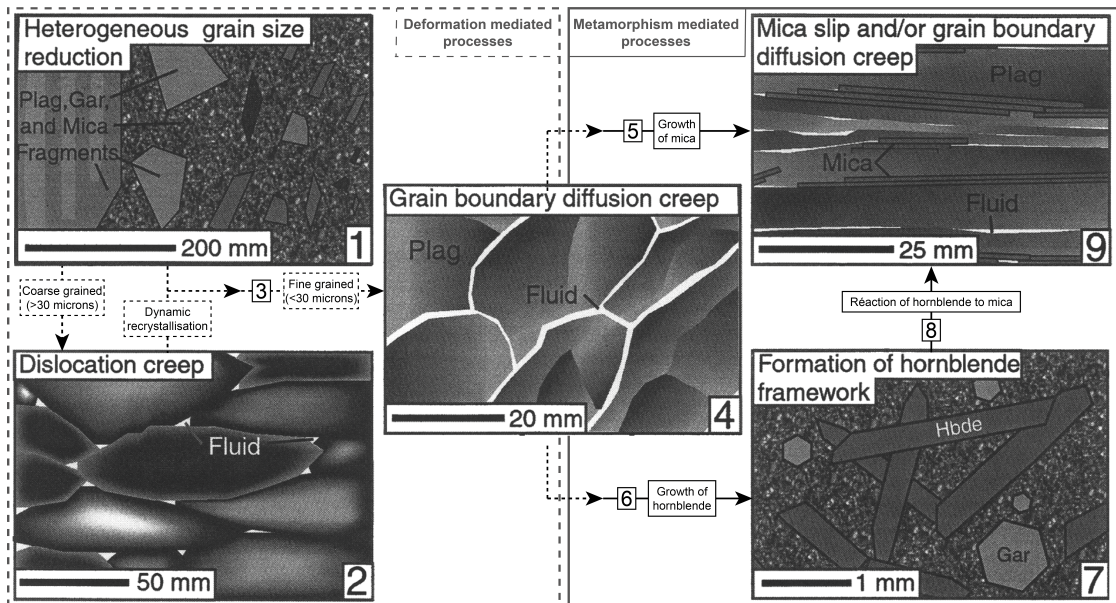 Heterogeneous grain size
reduction
Plag,Gar,
and Mica
Fragments
200 mm
1
Deformation mediated
processes
Metamorphism mediated
processes
Mica slip and/or grain boundary
diffusion creep
Plag
Mica
Fluid
25 mm
9
5
Growth
of mica
Grain boundary diffusion creep
Plag
Fluid
20 mm
4
Coarse grained
(>30 microns)
Dynamic
recrystallisation
3
Fine grained
(<30 microns)
Réaction of hornblende to mica
8
Dislocation creep
Fluid
50 mm
2
6
Growth of
hornblende
Formation of hornblende
framework
Hbde
Gar
1 mm
7